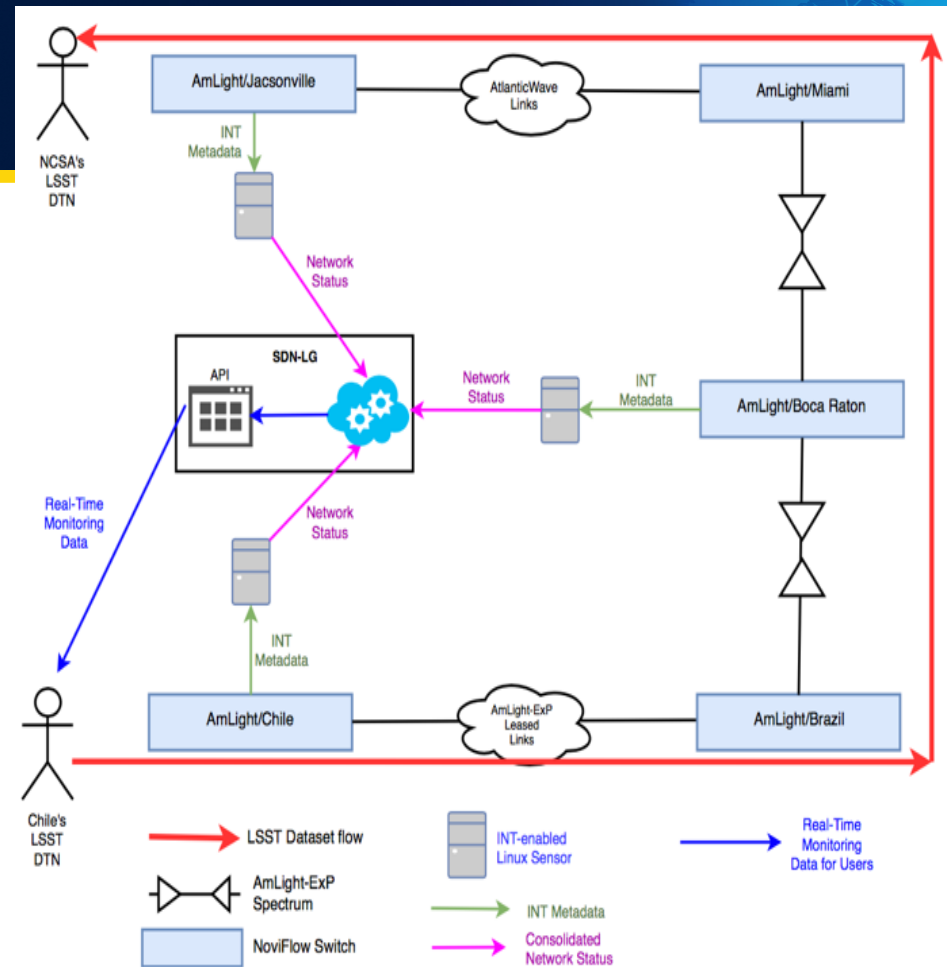 NCSA's
LSST
DTN
AmLight/Jacsonville
AtlanticWave
Links
AmLight/Miami
INT
Metadata
Network
Status
SDN-LG
API
Network
Status
INT
Metadata
AmLight/Boca Raton
Real-Time
Monitoring
Data
Network
Status
INT
Metadata
AmLight/Chile
AmLight-ExP
Leased
Links
AmLight/Brazil
Chile's
LSST
DTN
LSST Dataset flow
INT-enabled
Linux Sensor
Real-Time
Monitoring
Data for Users
AmLight-ExP
Spectrum
INT Metadata
NoviFlow Switch
Consolidated
Network Status